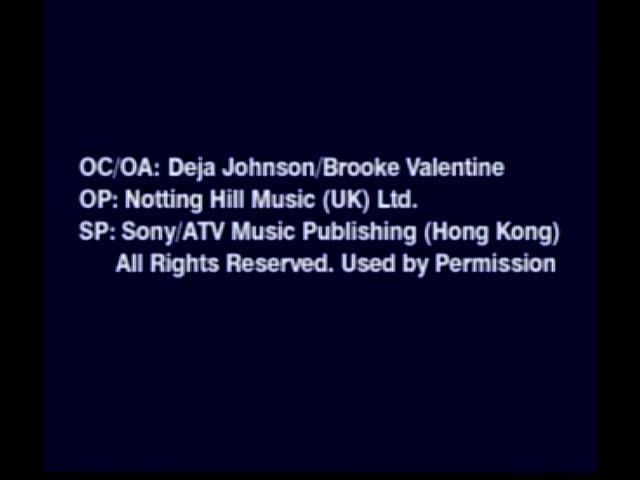 OC/OA: Deja Johnson/Brooke Valentine
OP: Notting Hill Music (UK) Ltd.
SP: Sony/ATV Music Publishing (Hong Kong)
All Rights Reserved. Used by Permission